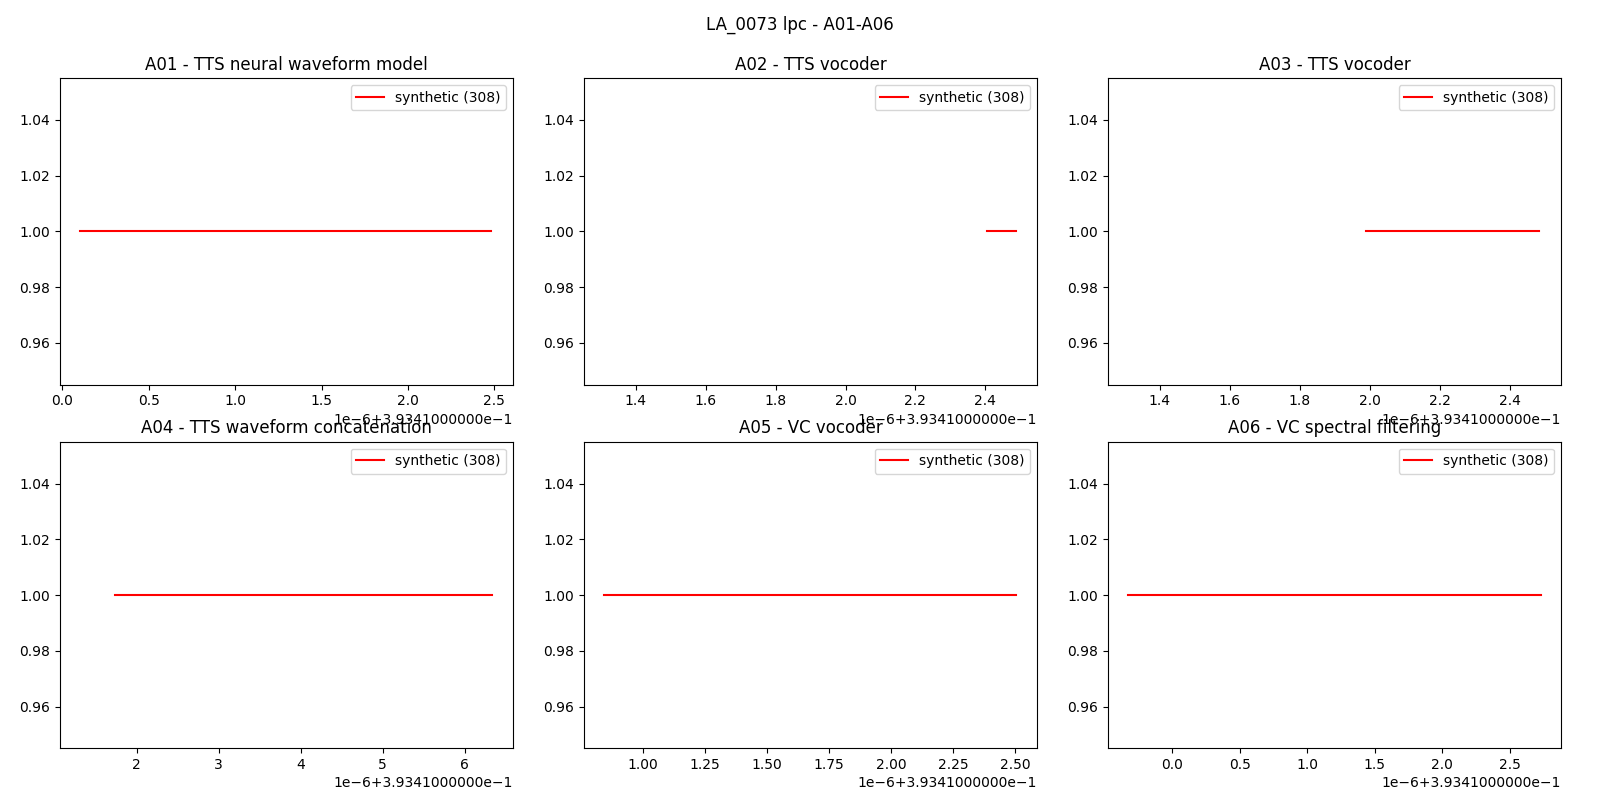 LA_0073 lpc - A01-A06
A01 - TTS neural waveform model
A02 - TTS vocoder
A03 - TTS vocoder
synthetic (308)
synthetic (308)
synthetic (308)
1.04
1.02
1.00
0.98
0.96
1.04
1.02
1.00
0.98
0.96
1.04
1.02
1.00
0.98
0.96
0.0 0.5 1.0 1.5 2.0 2.5
1.4 1.6 1.8 2.0 2.2 2.4
1.4 1.6 1.8 2.0 2.2 2.4
1e−6+3.9341000000e−1
1e−6+3.9341000000e−1
1e−6+3.9341000000e−1
A04 - TTS waveform concatenation
A05 - VC vocoder
A06 - VC spectral filtering
synthetic (308)
synthetic (308)
synthetic (308)
1.04
1.02
1.00
0.98
0.96
1.04
1.02
1.00
0.98
0.96
1.04
1.02
1.00
0.98
0.96
2 3 4 5 6
1.00 1.25 1.50 1.75 2.00 2.25 2.50
0.0 0.5 1.0 1.5 2.0 2.5
1e−6+3.9341000000e−1
1e−6+3.9341000000e−1
1e−6+3.9341000000e−1